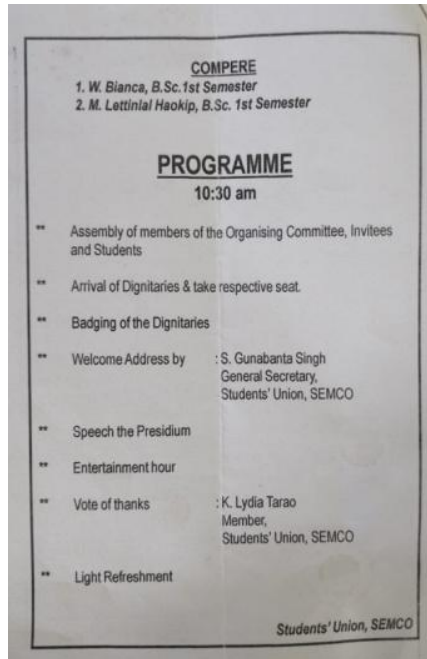 COMPERE
1. W. Bianca, B.Sc.1st Semester
2. M. Lettinlal Haokip, B.Sc. 1st Semester
PROGRAMME
10:30 am
** Assembly of members of the Organising Committee, Invitees
and Students
** Arrival of Dignitaries & take respective seat.
** Badging of the Dignitaries
** Welcome Address by : S. Gunabanta Singh
General Secretary,
Students' Union, SEMCO
** Speech the Presidium
** Entertainment hour
** Vote of thanks : K. Lydia Tarao
Member,
Students' Union, SEMCO
** Light Refreshment
Students' Union, SEMCO